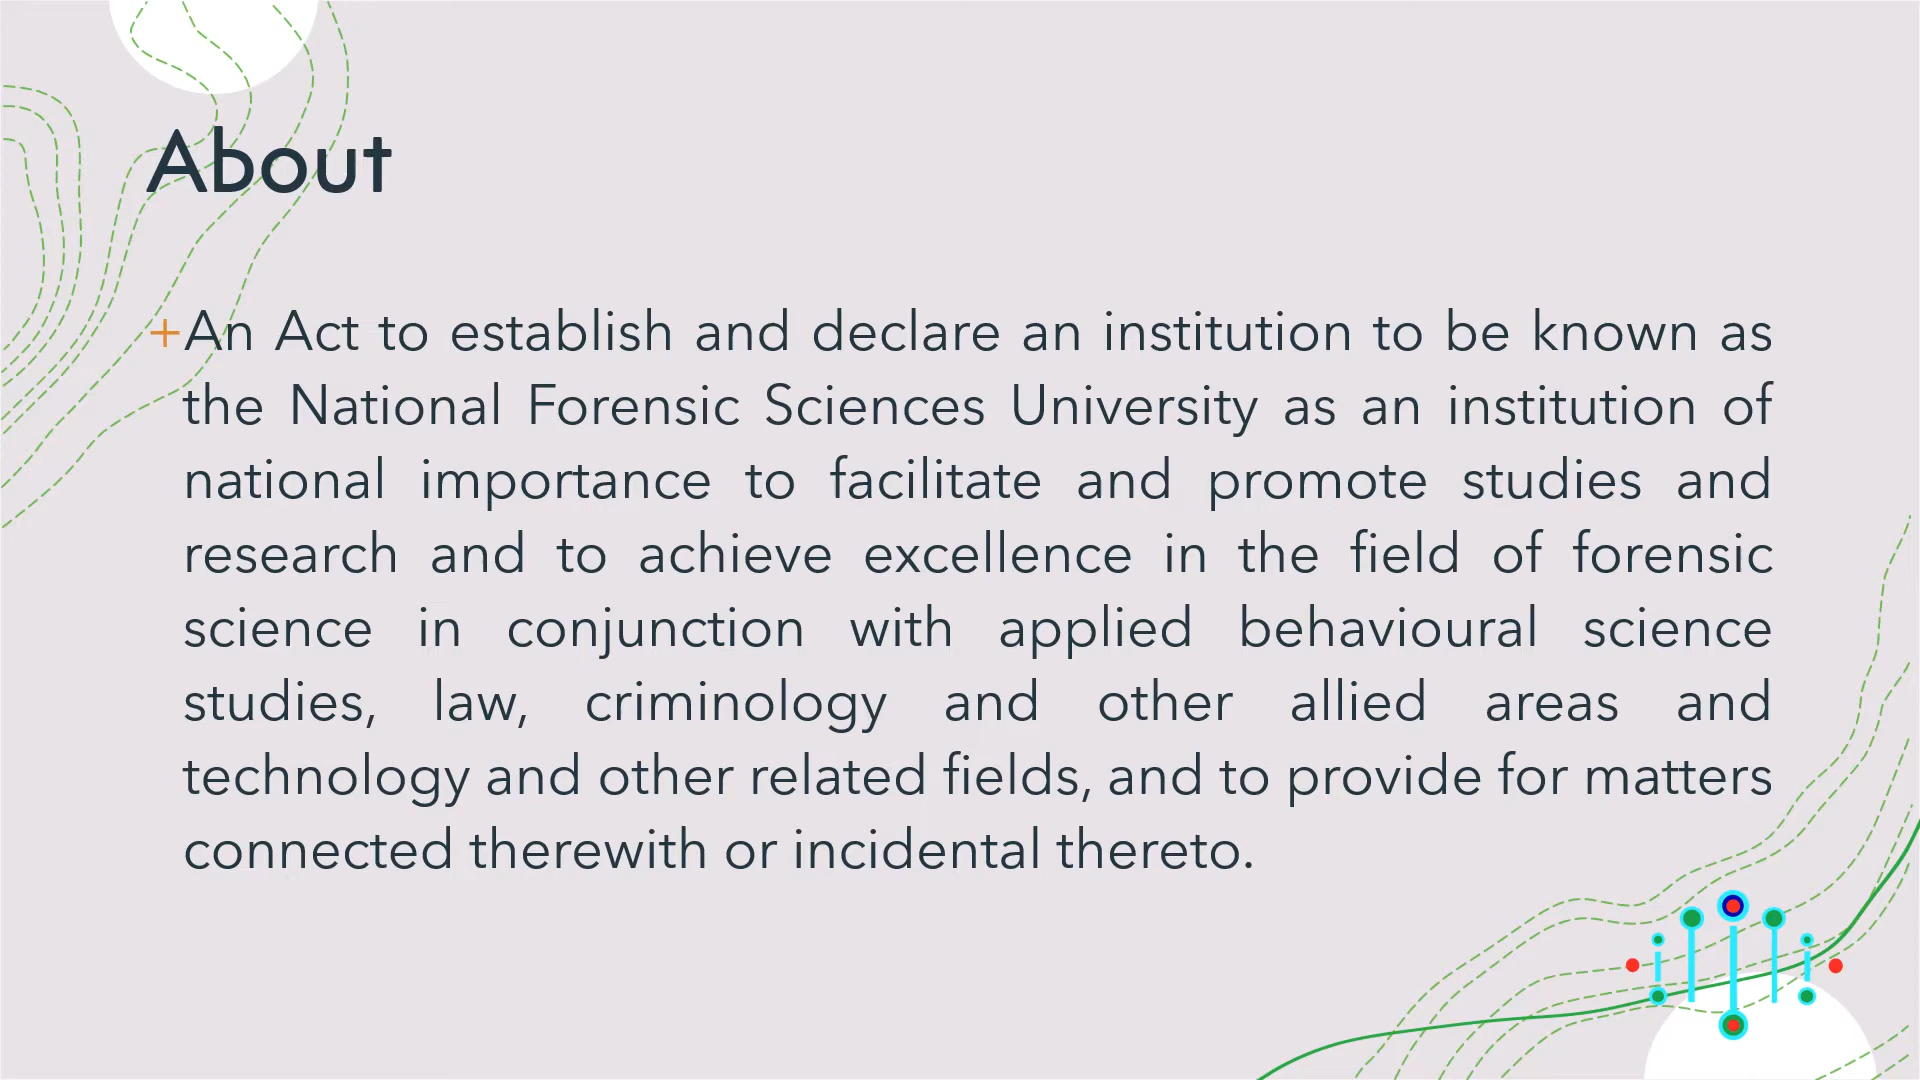 About
+An Act to establish and declare an institution to be known as
the National Forensic Sciences University as an institution of
national importance to facilitate and promote studies and
research and to achieve excellence in the field of forensic
science in conjunction with applied behavioural science
studies, law, criminology and other allied areas and
technology and other related fields, and to provide for matters
connected therewith or incidental thereto.